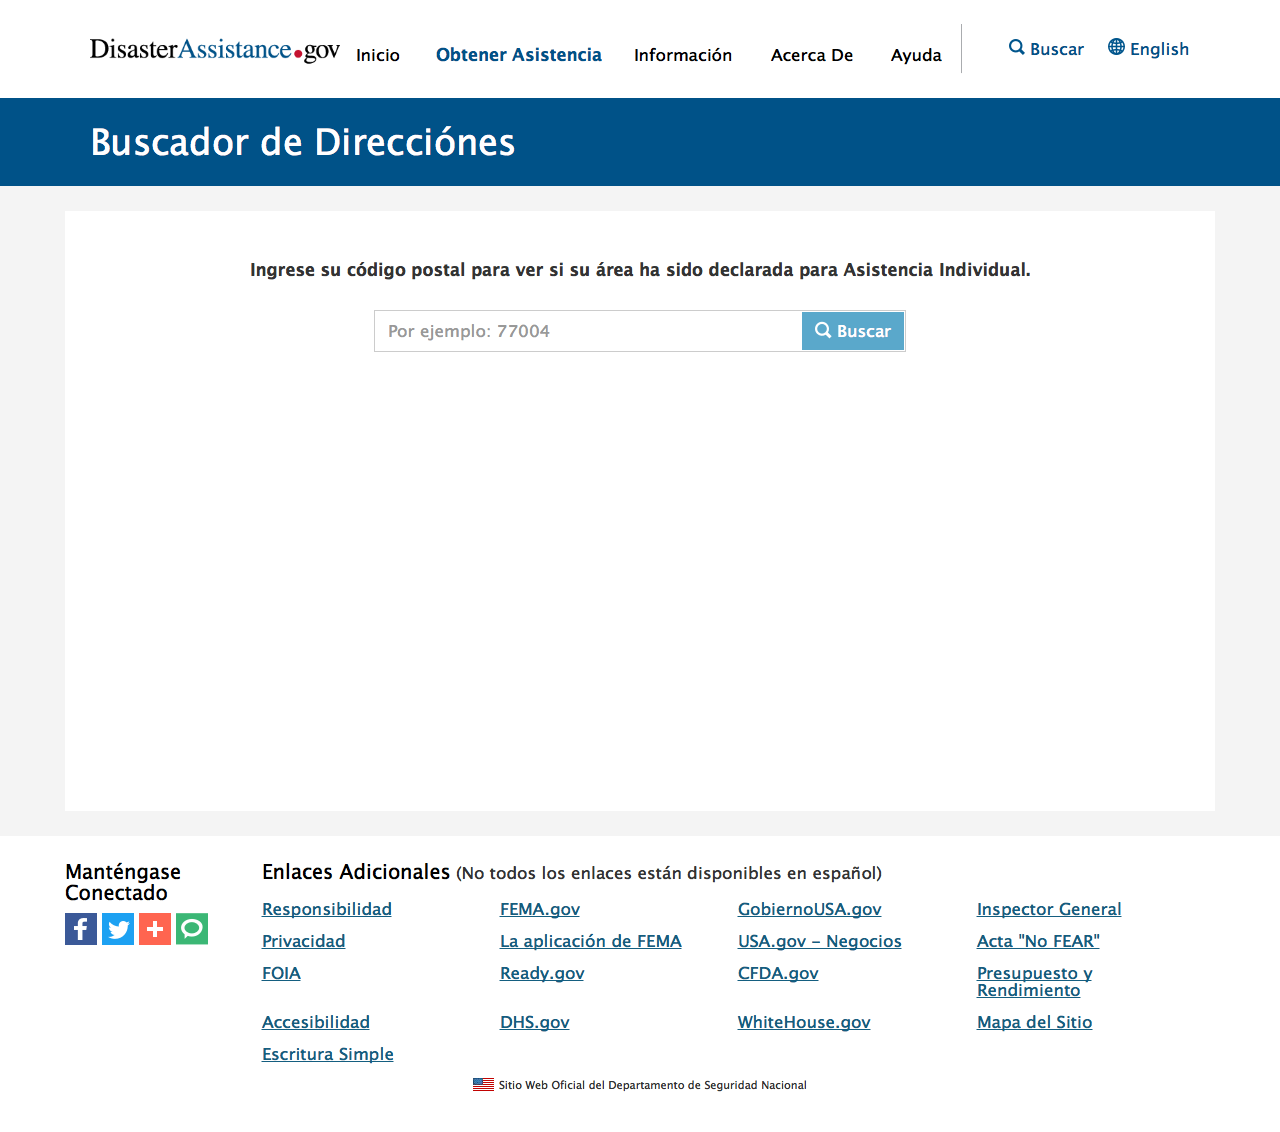 DisasterAssistance.gov
Inicio
Obtener Asistencia
Información
Acerca De
Ayuda
Buscar
English
Buscador de Direcciónes
Ingrese su código postal para ver si su área ha sido declarada para Asistencia Individual.
Por ejemplo: 77004
Buscar
Manténgase
Conectado
Enlaces Adicionales (No todos los enlaces están disponibles en español)
Responsibilidad
FEMA.gov
GobiernoUSA.gov
Inspector General
Privacidad
La aplicación de FEMA
USA.gov – Negocios
Acta "No FEAR"
FOIA
Ready.gov
CFDA.gov
Presupuesto y
Rendimiento
Accesibilidad
DHS.gov
WhiteHouse.gov
Mapa del Sitio
Escritura Simple
Sitio Web Oficial del Departamento de Seguridad Nacional